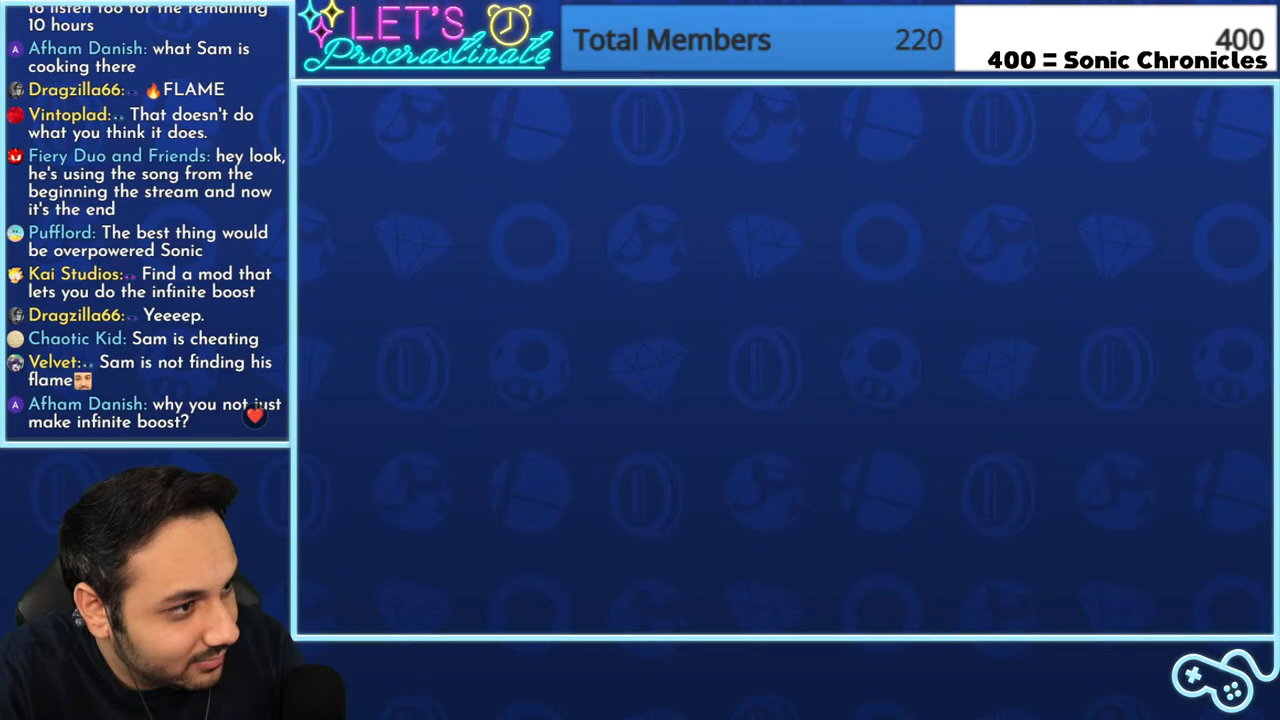 to listen too for the remaining
10 hours
Afham Danish: what Sam is
cooking there
Dragzilla66: 🔥FLAME
Vintoplad: That doesn't do
what you think it does.
Fiery Duo and Friends: hey look,
he's using the song from the
beginning the stream and now
it's the end
Pufflord: The best thing would
be overpowered Sonic
Kai Studios: Find a mod that
lets you do the infinite boost
Dragzilla66: Yeeeep.
Chaotic Kid: Sam is cheating
Velvet: Sam is not finding his
flame
Afham Danish: why you not just
make infinite boost?
LET'S
Procrastinate
Total Members 220 400
400 = Sonic Chronicles